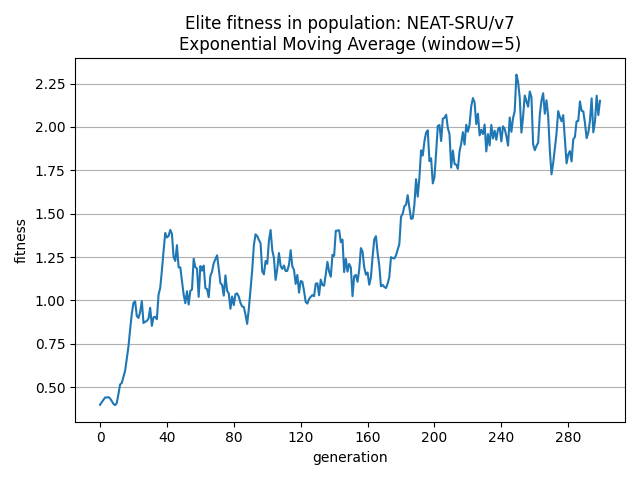 Elite fitness in population: NEAT-SRU/v7
Exponential Moving Average (window=5)
2.25
2.00
1.75
1.50
1.25
1.00
0.75
0.50
fitness
0 40 80 120 160 200 240 280
generation